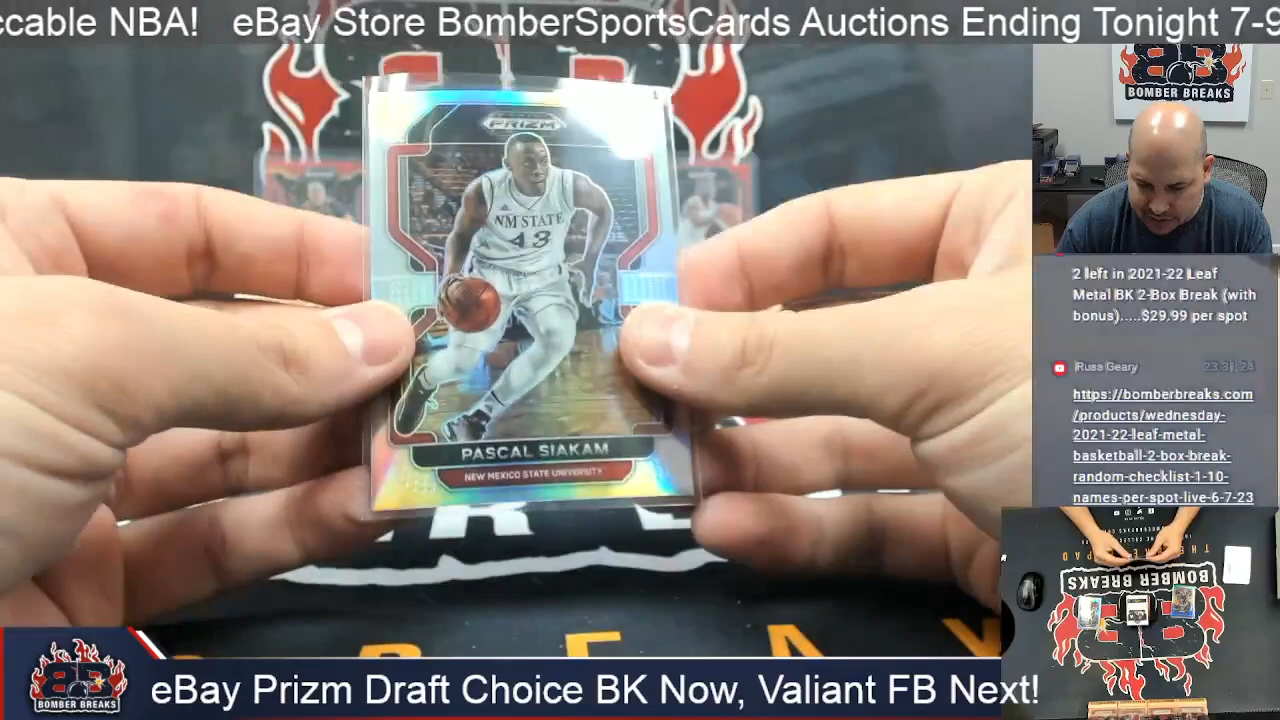 ccable NBA! eBay Store BomberSportsCards Auctions Ending Tonight 7-9
PRIZM
NM STATE
43
PASCAL SIAKAM
NEW MEXICO STATE UNIVERSITY
BOMBER BREAKS
2 left in 2021-22 Leaf
Metal BK 2-Box Break (with
bonus).....$29.99 per spot
Russ Geary
https://bomberbreaks.com
/products/wednesday-
2021-22-leaf-metal-
basketball-2-box-break-
random-checklist-1-10-
names-per-spot-live-6-7-23
BOMBER BREAKS
BOMBER BREAKS
eBay Prizm Draft Choice BK Now, Valiant FB Next!